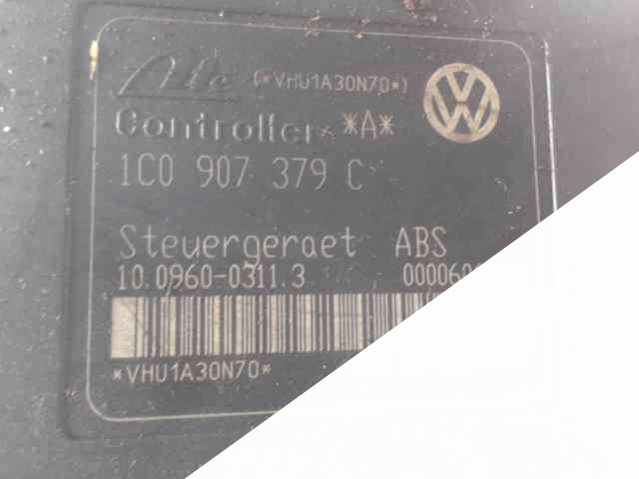 Ate (*VHU1A30N70*)
Controller *A*
1C0 907 379 C
Steuergeraet ABS
10.0960-0311.3
*VHU1A30N70*